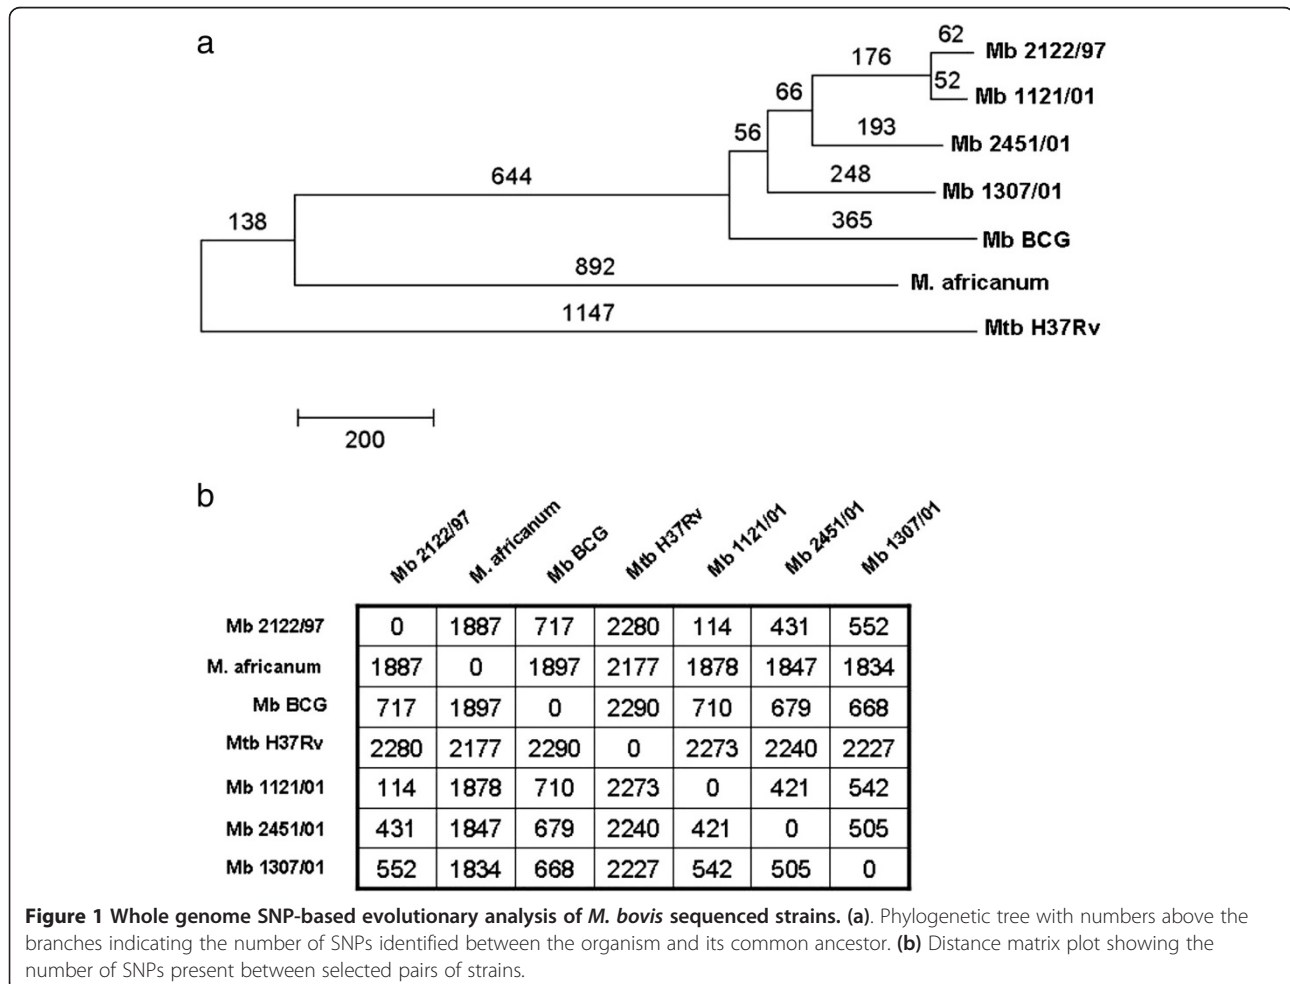 a
62
Mb 2122/97
176
52
Mb 1121/01
66
193
Mb 2451/01
56
248
Mb 1307/01
644
365
Mb BCG
138
892
M. africanum
1147
Mtb H37Rv
200
b
Mb 2122/97 M. africanum Mb BCG Mtb H37Rv Mb 1121/01 Mb 2451/01 Mb 1307/01
Mb 2122/97 0 1887 717 2280 114 431 552
M. africanum 1887 0 1897 2177 1878 1847 1834
Mb BCG 717 1897 0 2290 710 679 668
Mtb H37Rv 2280 2177 2290 0 2273 2240 2227
Mb 1121/01 114 1878 710 2273 0 421 542
Mb 2451/01 431 1847 679 2240 421 0 505
Mb 1307/01 552 1834 668 2227 542 505 0
Figure 1 Whole genome SNP-based evolutionary analysis of M. bovis sequenced strains. (a). Phylogenetic tree with numbers above the
branches indicating the number of SNPs identified between the organism and its common ancestor. (b) Distance matrix plot showing the
number of SNPs present between selected pairs of strains.